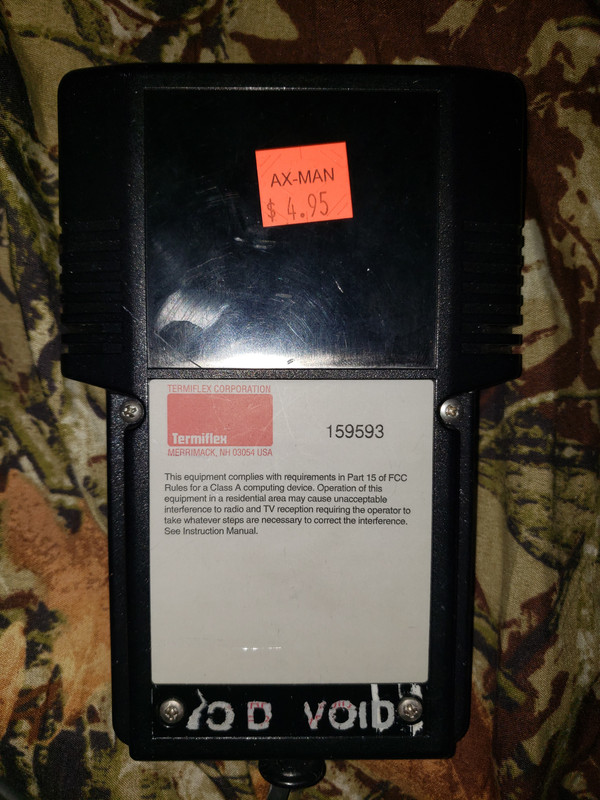 AX-MAN
$ 4.95
TERMIFLEX CORPORATION
Termiflex
MERRIMACK, NH 03054 USA
159593
This equipment complies with requirements in Part 15 of FCC
Rules for a Class A computing device. Operation of this
equipment in a residential area may cause unacceptable
interference to radio and TV reception requiring the operator to
take whatever steps are necessary to correct the interference.
See Instruction Manual.
VOID